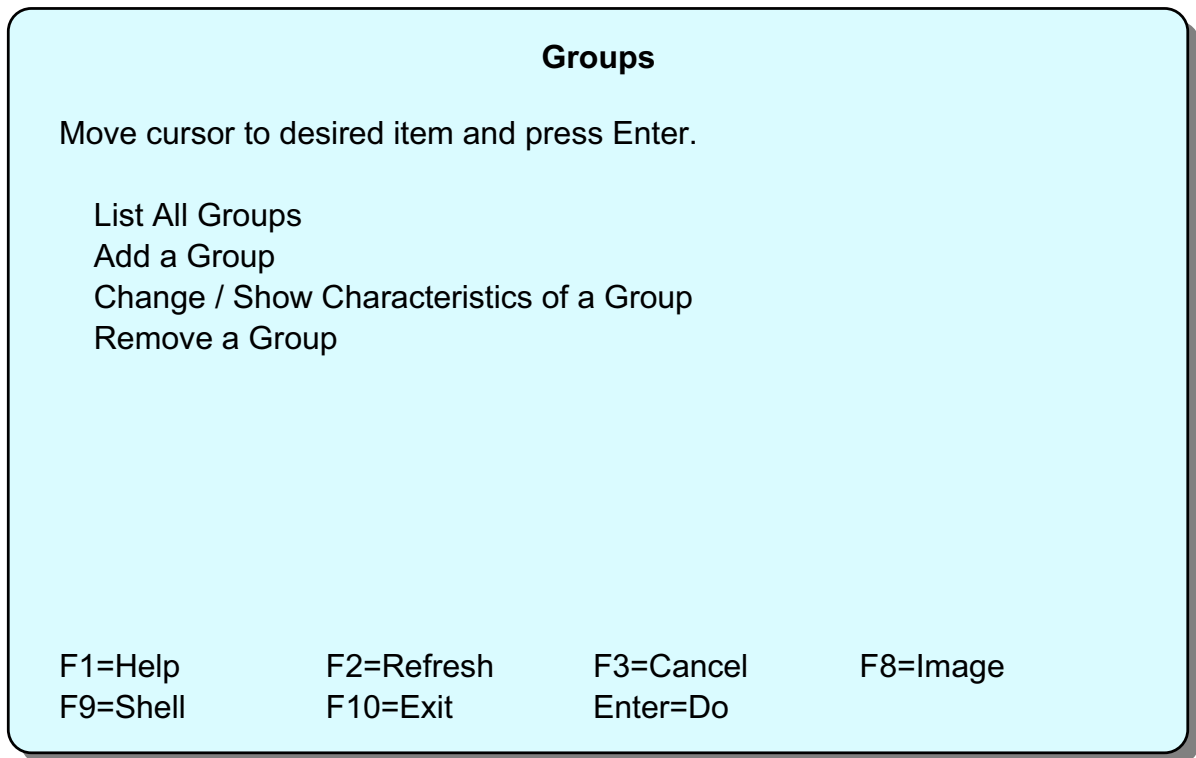 Groups
Move cursor to desired item and press Enter.
List All Groups
Add a Group
Change / Show Characteristics of a Group
Remove a Group
F1=Help F2=Refresh F3=Cancel F8=Image
F9=Shell F10=Exit Enter=Do